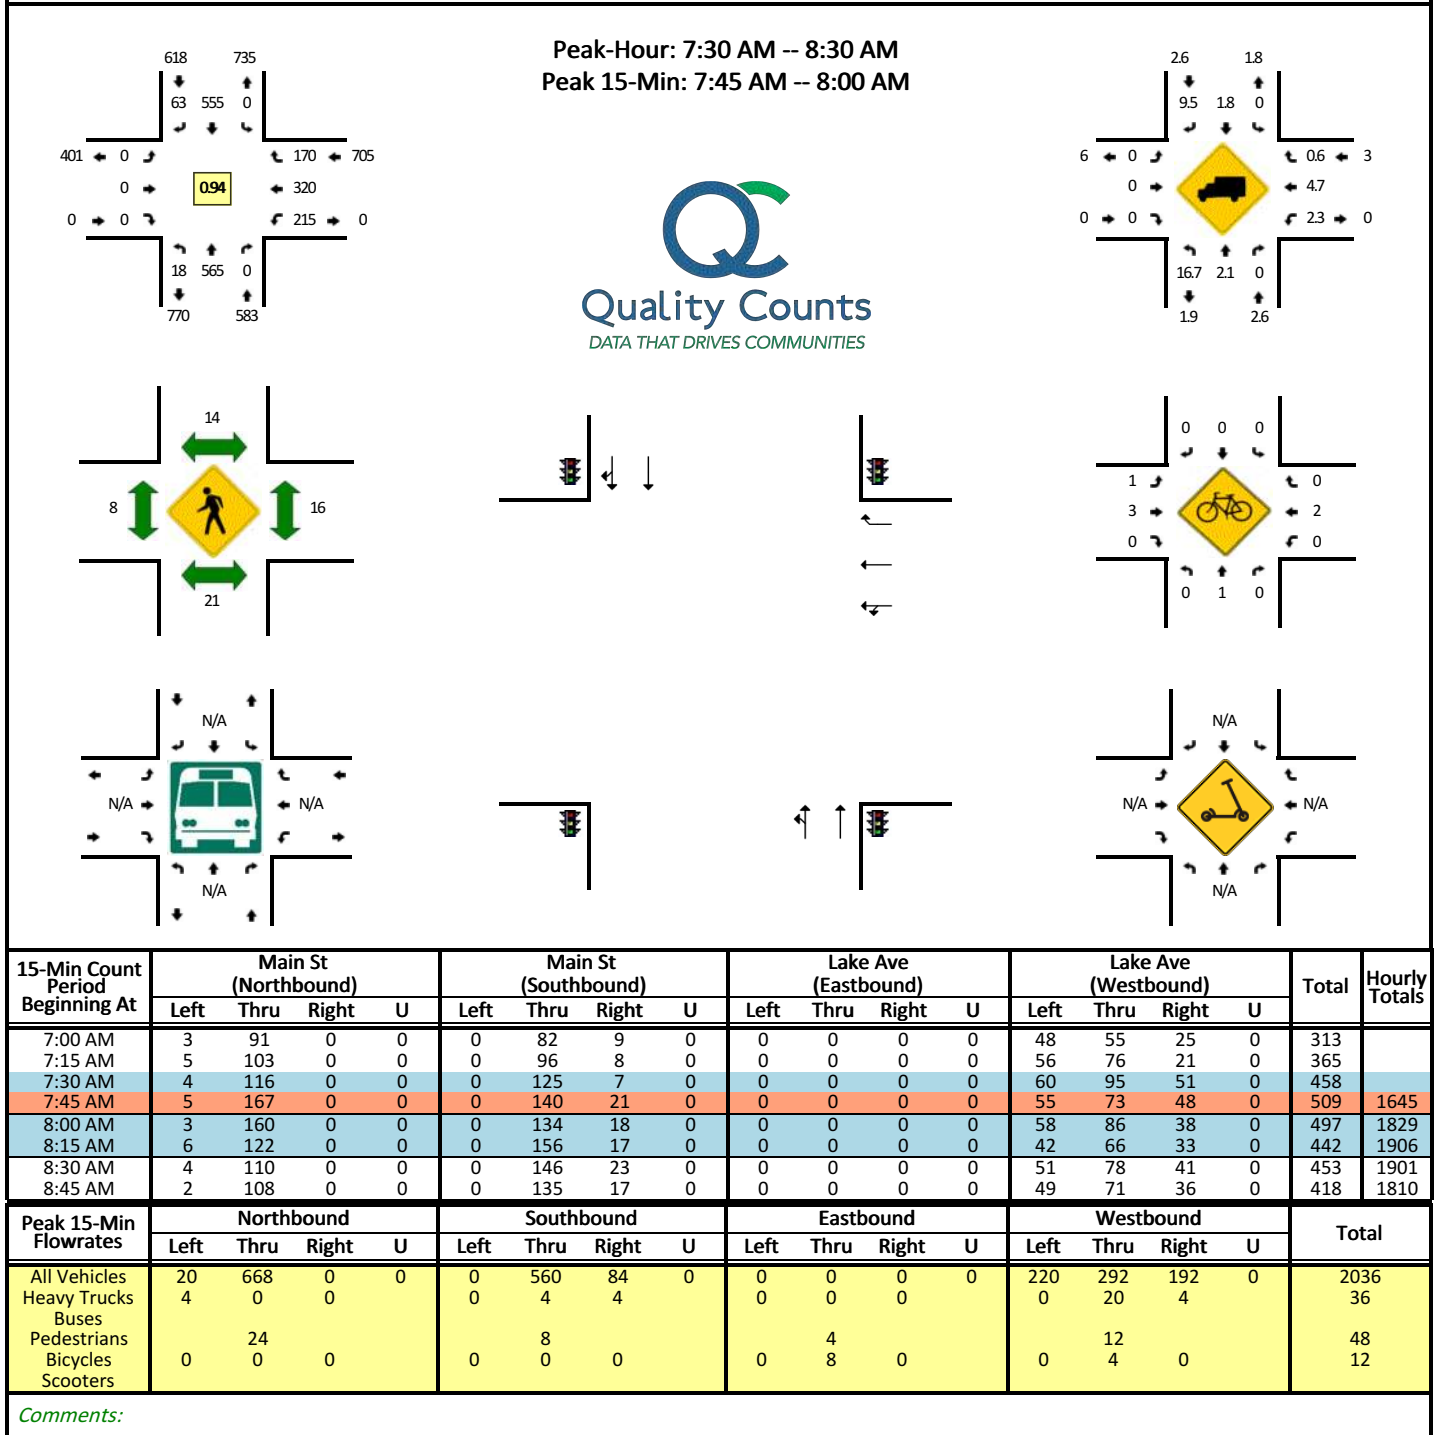 Peak-Hour: 7:30 AM -- 8:30 AM
Peak 15-Min: 7:45 AM -- 8:00 AM
618 735
63 555 0
401 0 170 705
0 0.94 320
0 0 215 0
18 565 0
770 583
2.6 1.8
9.5 1.8 0
6 0 0.6 3
0 4.7
0 0 2.3 0
16.7 2.1 0
1.9 2.6
QC
Quality Counts
DATA THAT DRIVES COMMUNITIES
14
8 16
21
0 0 0
1 0
3 2
0 0
0 1 0
N/A
N/A N/A
N/A
N/A
N/A N/A
N/A
15-Min Count Period Beginning At Main St (Northbound) Main St (Southbound) Lake Ave (Eastbound) Lake Ave (Westbound) Total Hourly Totals
Left Thru Right U Left Thru Right U Left Thru Right U Left Thru Right U
7:00 AM 3 91 0 0 0 82 9 0 0 0 0 0 48 55 25 0 313
7:15 AM 5 103 0 0 0 96 8 0 0 0 0 0 56 76 21 0 365
7:30 AM 4 116 0 0 0 125 7 0 0 0 0 0 60 95 51 0 458
7:45 AM 5 167 0 0 0 140 21 0 0 0 0 0 55 73 48 0 509 1645
8:00 AM 3 160 0 0 0 134 18 0 0 0 0 0 58 86 38 0 497 1829
8:15 AM 6 122 0 0 0 156 17 0 0 0 0 0 42 66 33 0 442 1906
8:30 AM 4 110 0 0 0 146 23 0 0 0 0 0 51 78 41 0 453 1901
8:45 AM 2 108 0 0 0 135 17 0 0 0 0 0 49 71 36 0 418 1810
Peak 15-Min Flowrates Northbound Southbound Eastbound Westbound Total
Left Thru Right U Left Thru Right U Left Thru Right U Left Thru Right U
All Vehicles 20 668 0 0 0 560 84 0 0 0 0 0 220 292 192 0 2036
Heavy Trucks 4 0 0 0 4 4 0 0 0 0 20 4 36
Buses
Pedestrians 24 8 4 12 48
Bicycles 0 0 0 0 0 0 0 8 0 0 4 0 12
Scooters
Comments: